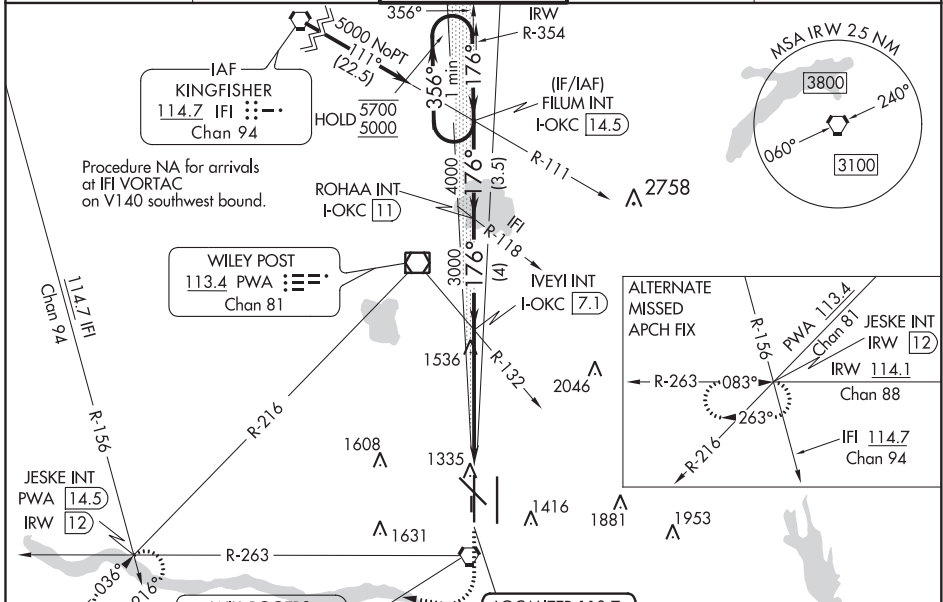 356°
IRW
R-354
5000 NoPT
111°
(22.5)
356°
1 min
176°
IAF
KINGFISHER
114.7 IFI
Chan 94
HOLD
5700
5000
(IF/IAF)
FILUM INT
I-OKC 14.5
R-111
MSA IRW 25 NM
3800
240°
060°
3100
Procedure NA for arrivals
at IFI VORTAC
on V140 southwest bound.
4000
176°
(3.5)
2758
ROHAA INT
I-OKC 11
IFI
R-118
WILEY POST
113.4 PWA
Chan 81
3000
176°
(4)
IVEYI INT
I-OKC 7.1
114.7 IFI
Chan 94
R-156
1536
R-132
2046
R-216
1608
1335
ALTERNATE
MISSED
APCH FIX
R-156
PWA 113.4
Chan 81
JESKE INT
IRW 12
IRW 114.1
Chan 88
R-263
083°
263°
R-216
IFI 114.7
Chan 94
JESKE INT
PWA 14.5
IRW 12
1631
1416
1881
1953
R-263
036°
216°